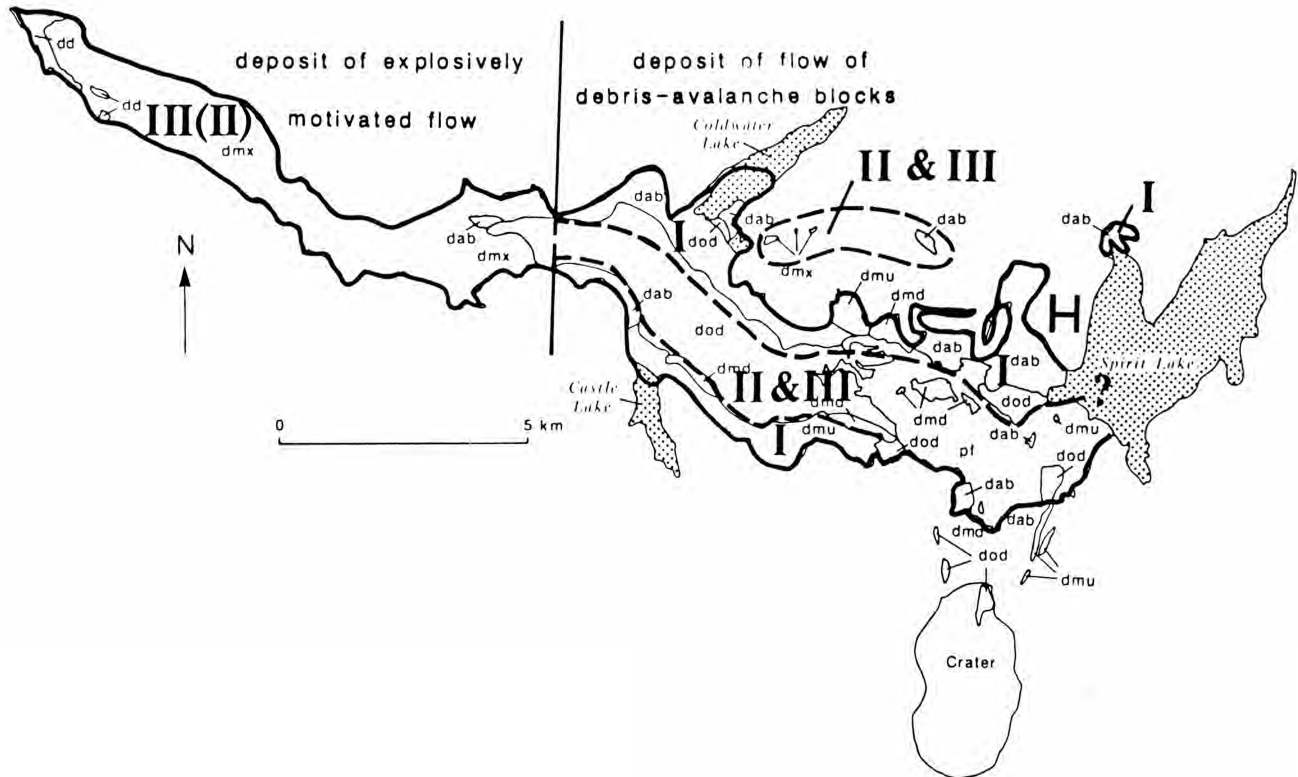 deposit of explosively
motivated flow
deposit of flow of
debris-avalanche blocks
dd
dd
III(II)
dmx
Coldwater
Lake
II & III
I
dab
dab
dab
dab
I
dod
dmx
N
dab
dmx
dmu
dmd
H
dab
dab
dod
dab
I
Spirit Lake
?
dmd
II & III
dmd
dmd
dod
Castle
Lake
0
5 km
I
dmu
dod
dab
dmu
pf
dod
dab
dmd
dab
dod
dmu
Crater